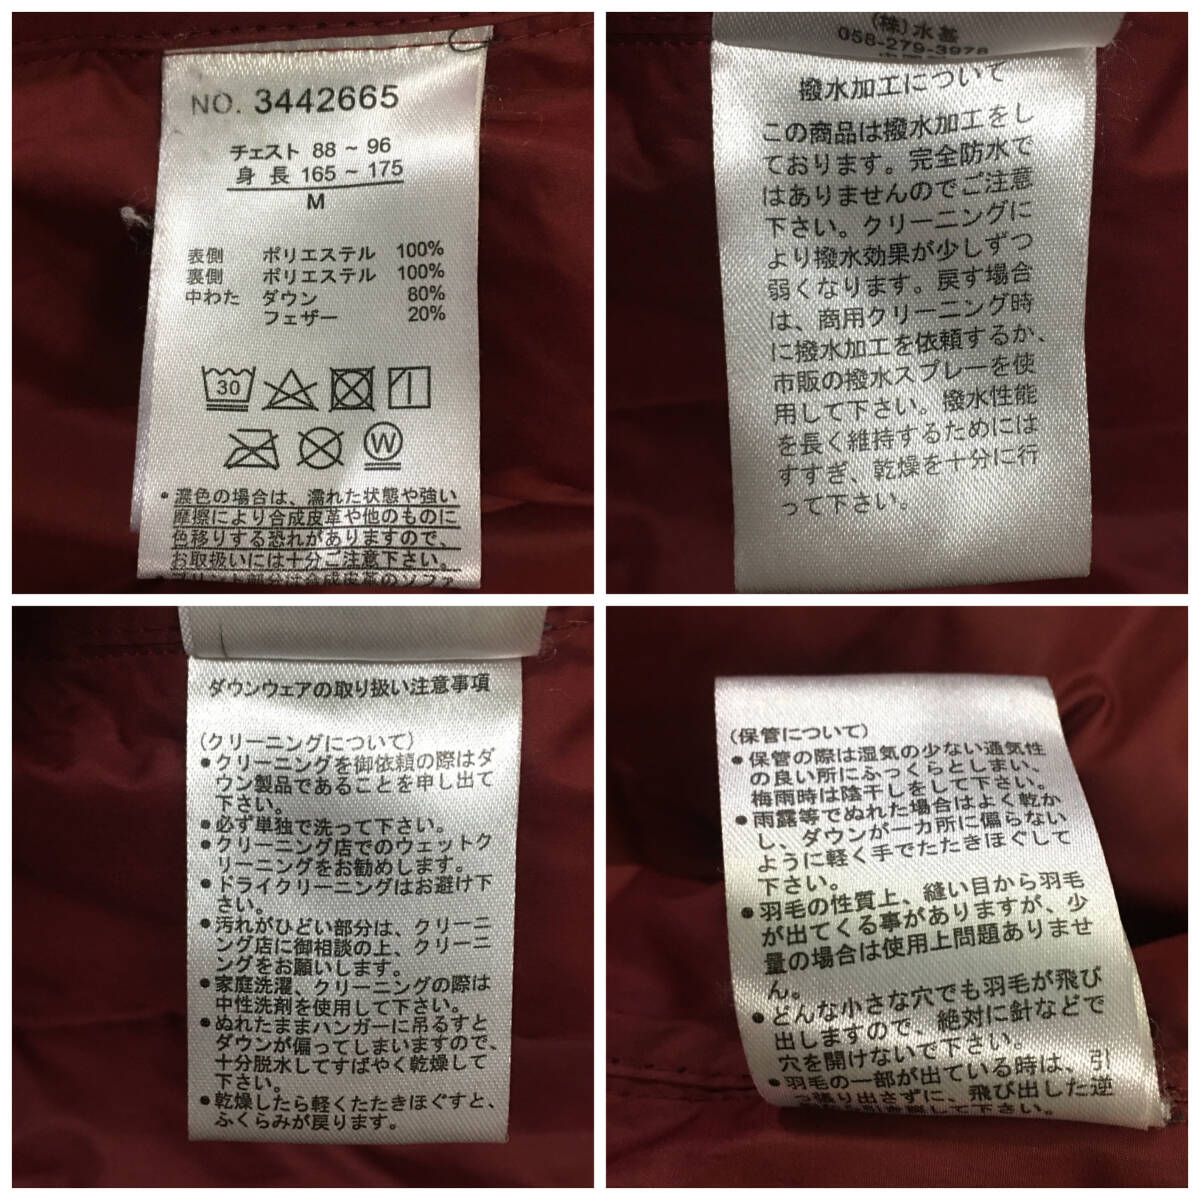 NO. 3442665
チェスト 88 ~ 96
身 長 165 ~ 175
M
表側 ポリエステル 100%
裏側 ポリエステル 100%
中わた ダウン 80%
フェザー 20%
30
W
・濃色の場合は、濡れた状態や強い
摩擦により合成皮革や他のものに
色移りする恐れがありますので、
お取扱いには十分ご注意下さい。
・プリント部分は合成皮革のソファ
(株)水甚
058-279-3978
撥水加工について
この商品は撥水加工をし
ております。完全防水で
はありませんのでご注意
下さい。クリーニングに
より撥水効果が少しずつ
弱くなります。戻す場合
は、商用クリーニング時
に撥水加工を依頼するか、
市販の撥水スプレーを使
用して下さい。撥水性能
を長く維持するためには
すすぎ、乾燥を十分に行
って下さい。
ダウンウェアの取り扱い注意事項
(クリーニングについて)
●クリーニングを御依頼の際はダ
ウン製品であることを申し出て
下さい。
●必ず単独で洗って下さい。
●クリーニング店でのウェットク
リーニングをお勧めします。
●ドライクリーニングはお避け下
さい。
●汚れがひどい部分は、クリーニ
ング店に御相談の上、クリーニ
ングをお願いします。
●家庭洗濯、クリーニングの際は
中性洗剤を使用して下さい。
●ぬれたままハンガーに吊るすと
ダウンが偏ってしまいますので、
十分脱水してすばやく乾燥して
下さい。
●乾燥したら軽くたたきほぐすと、
ふくらみが戻ります。
(保管について)
●保管の際は湿気の少ない通気性
の良い所にふっくらとしまい、
梅雨時は陰干しをして下さい。
●雨露等でぬれた場合はよく乾か
し、ダウンが一カ所に偏らない
ように軽く手でたたきほぐして
下さい。
●羽毛の性質上、縫い目から羽毛
が出てくる事がありますが、少
量の場合は使用上問題ありませ
ん。
●どんな小さな穴でも羽毛が飛び
出しますので、絶対に針などで
穴を開けないで下さい。
●羽毛の一部が出ている時は、引
っ張り出さずに、飛び出した逆
して下さい。